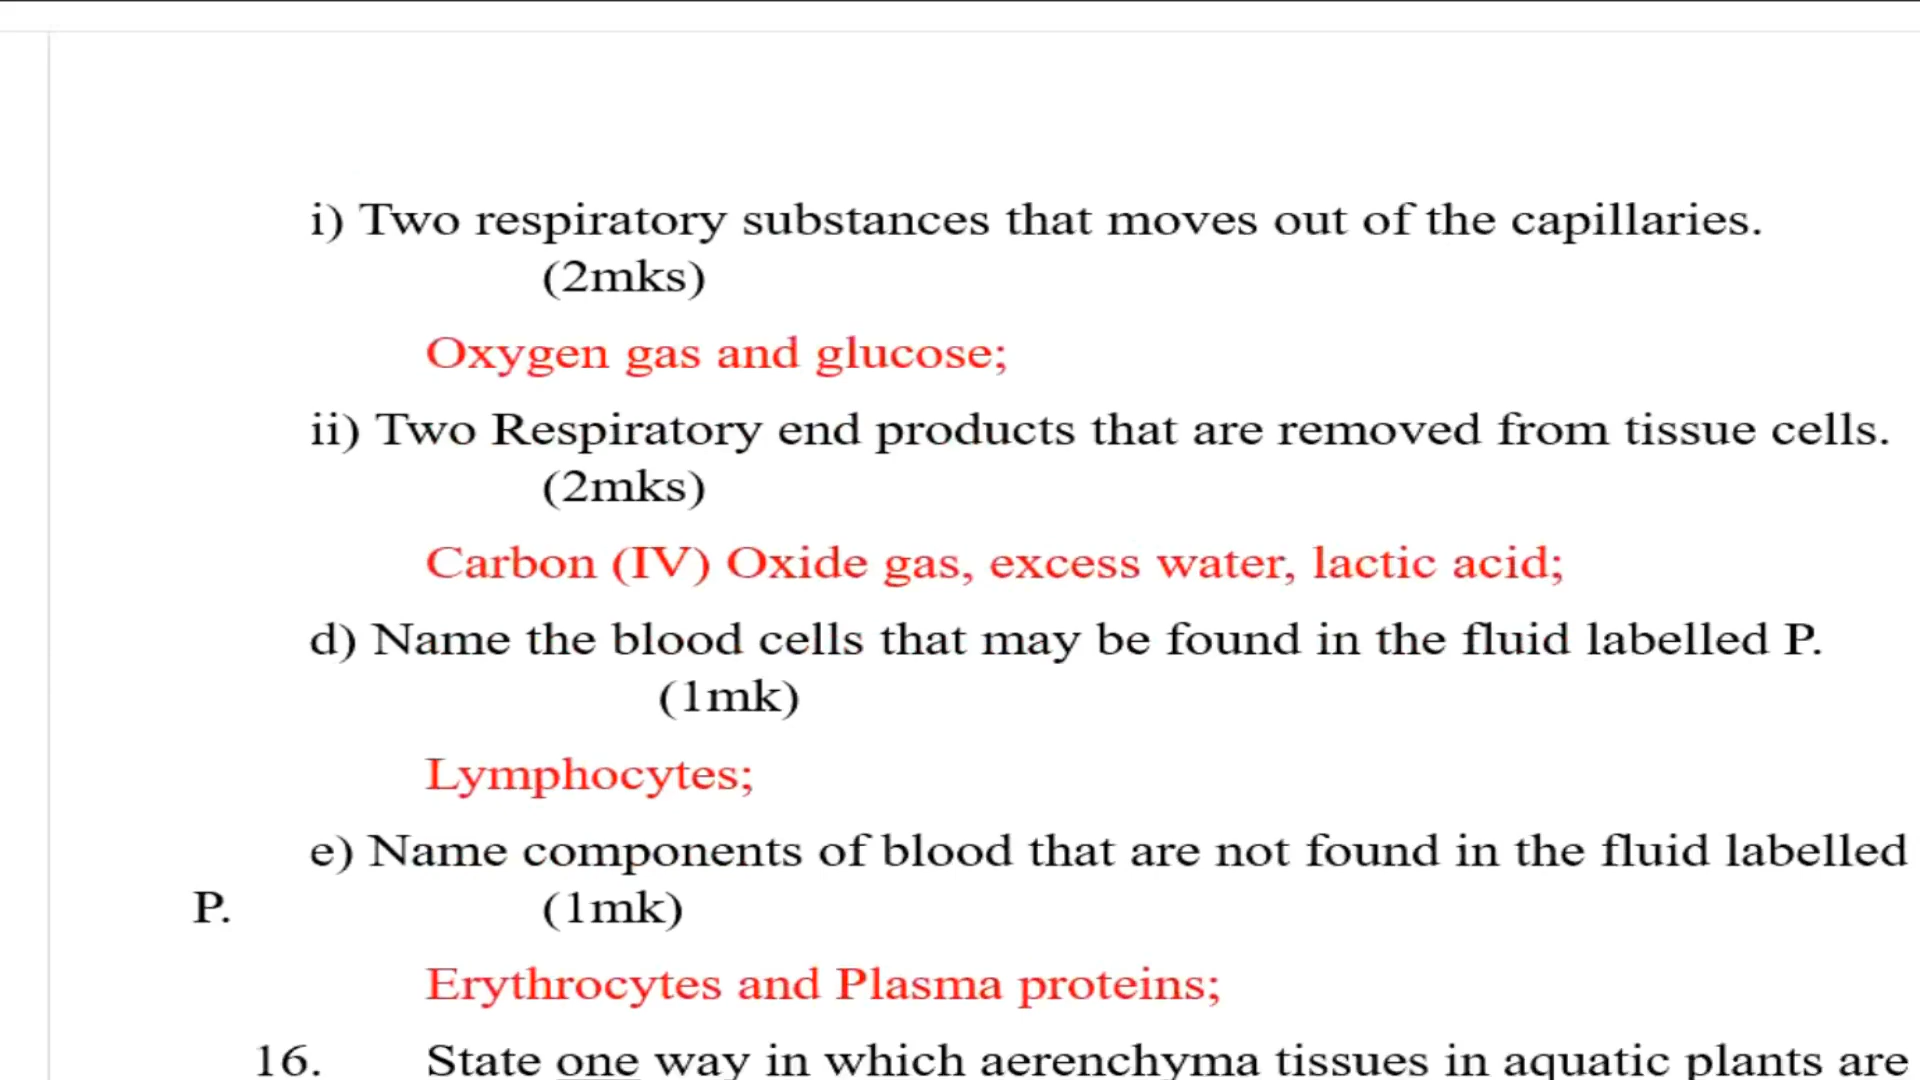 i) Two respiratory substances that moves out of the capillaries.
(2mks)
Oxygen gas and glucose;
ii) Two Respiratory end products that are removed from tissue cells.
(2mks)
Carbon (IV) Oxide gas, excess water, lactic acid;
d) Name the blood cells that may be found in the fluid labelled P.
(1mk)
Lymphocytes;
e) Name components of blood that are not found in the fluid labelled
P. (1mk)
Erythrocytes and Plasma proteins;
16. State one way in which aerenchyma tissues in aquatic plants are